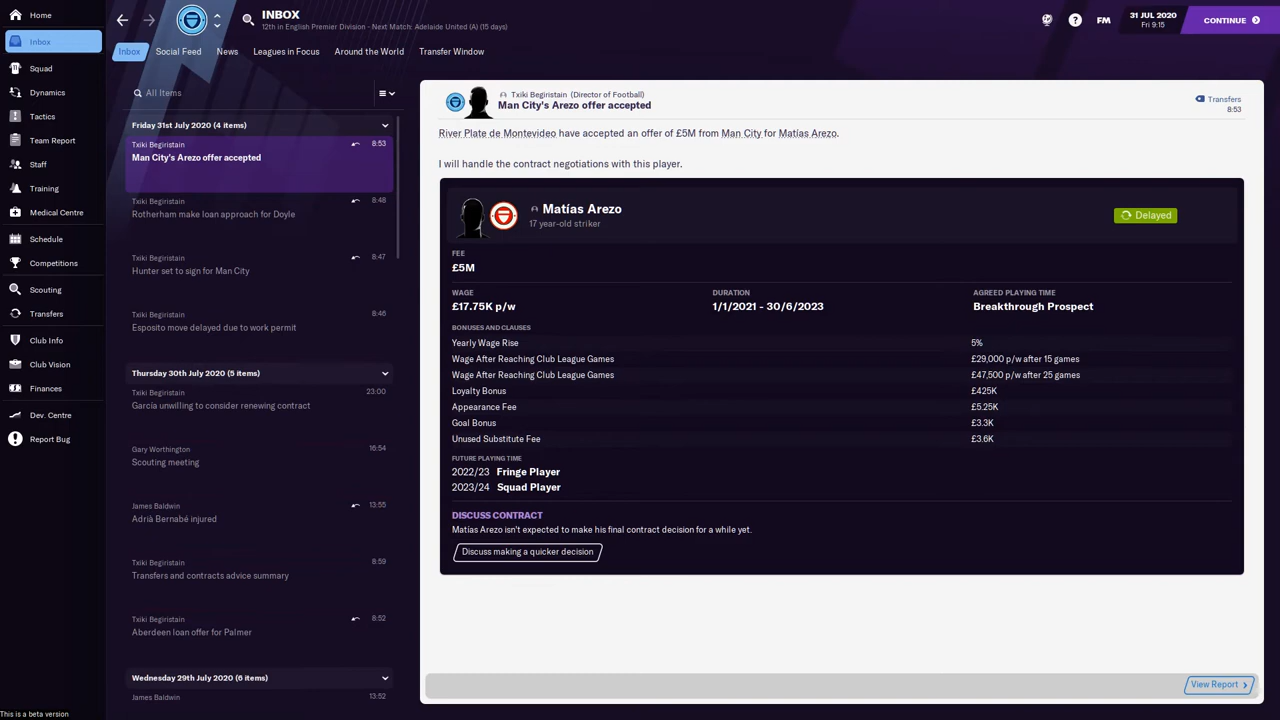 Home
Inbox
Squad
Dynamics
Tactics
Team Report
Staff
Training
Medical Centre
Schedule
Competitions
Scouting
Transfers
Club Info
Club Vision
Finances
Dev. Centre
Report Bug
This is a beta version
INBOX
12th in English Premier Division - Next Match: Adelaide United (A) (15 days)
FM
31 JUL 2020
Fri 9:15
CONTINUE
Inbox
Social Feed
News
Leagues in Focus
Around the World
Transfer Window
All Items
Friday 31st July 2020 (4 items)
Txiki Begiristain 8:53
Man City's Arezo offer accepted
Txiki Begiristain 8:48
Rotherham make loan approach for Doyle
Txiki Begiristain 8:47
Hunter set to sign for Man City
Txiki Begiristain 8:46
Esposito move delayed due to work permit
Thursday 30th July 2020 (5 items)
Txiki Begiristain 23:00
García unwilling to consider renewing contract
Gary Worthington 16:54
Scouting meeting
James Baldwin 13:55
Adrià Bernabé injured
Txiki Begiristain 8:59
Transfers and contracts advice summary
Txiki Begiristain 8:52
Aberdeen loan offer for Palmer
Wednesday 29th July 2020 (6 items)
James Baldwin 13:52
Txiki Begiristain (Director of Football)
Man City's Arezo offer accepted
Transfers
8:53
River Plate de Montevideo have accepted an offer of £5M from Man City for Matías Arezo.
I will handle the contract negotiations with this player.
Matías Arezo
17 year-old striker
Delayed
FEE
£5M
WAGE DURATION AGREED PLAYING TIME
£17.75K p/w 1/1/2021 - 30/6/2023 Breakthrough Prospect
BONUSES AND CLAUSES
Yearly Wage Rise 5%
Wage After Reaching Club League Games £29,000 p/w after 15 games
Wage After Reaching Club League Games £47,500 p/w after 25 games
Loyalty Bonus £425K
Appearance Fee £5.25K
Goal Bonus £3.3K
Unused Substitute Fee £3.6K
FUTURE PLAYING TIME
2022/23 Fringe Player
2023/24 Squad Player
DISCUSS CONTRACT
Matías Arezo isn't expected to make his final contract decision for a while yet.
Discuss making a quicker decision
View Report